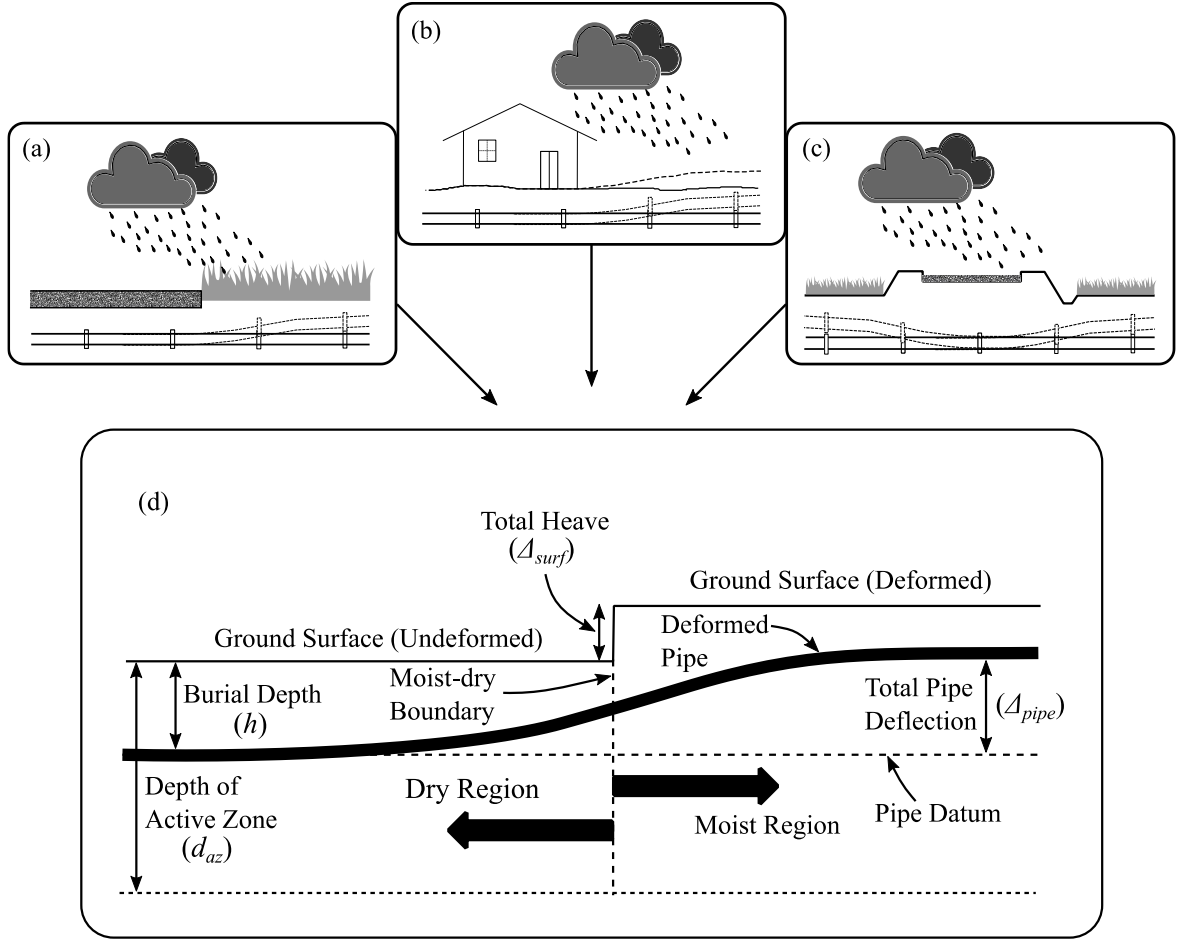 (a)
(b)
(c)
(d)
Total Heave
(Δsurf)
Ground Surface (Deformed)
Ground Surface (Undeformed)
Deformed
Pipe
Moist-dry
Boundary
Burial Depth
(h)
Total Pipe
Deflection
(Δpipe)
Depth of
Active Zone
(daz)
Dry Region
Moist Region
Pipe Datum